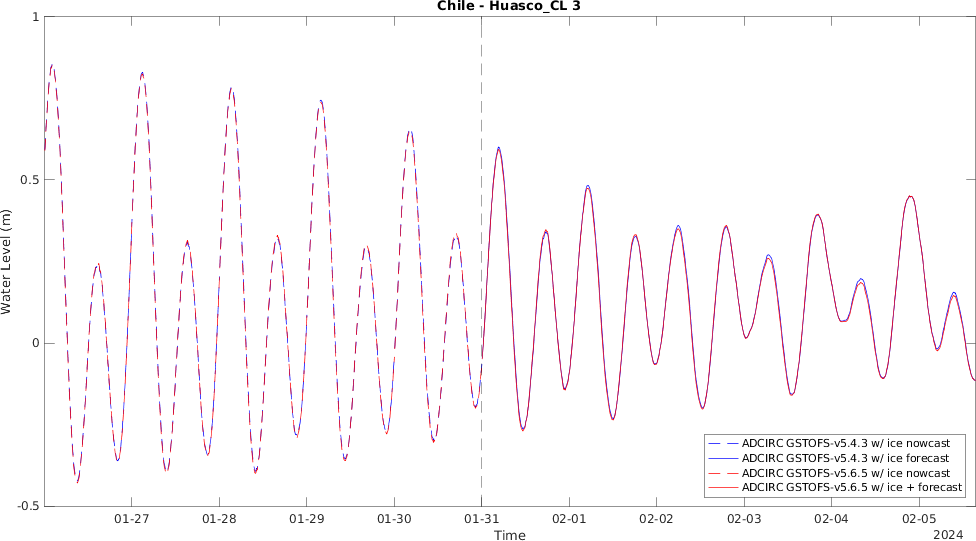 Chile - Huasco_CL 3
1
0.5
0
-0.5
Water Level (m)
ADCIRC GSTOFS-v5.4.3 w/ ice nowcast
ADCIRC GSTOFS-v5.4.3 w/ ice forecast
ADCIRC GSTOFS-v5.6.5 w/ ice nowcast
ADCIRC GSTOFS-v5.6.5 w/ ice + forecast
01-27 01-28 01-29 01-30 01-31 02-01 02-02 02-03 02-04 02-05
Time
2024